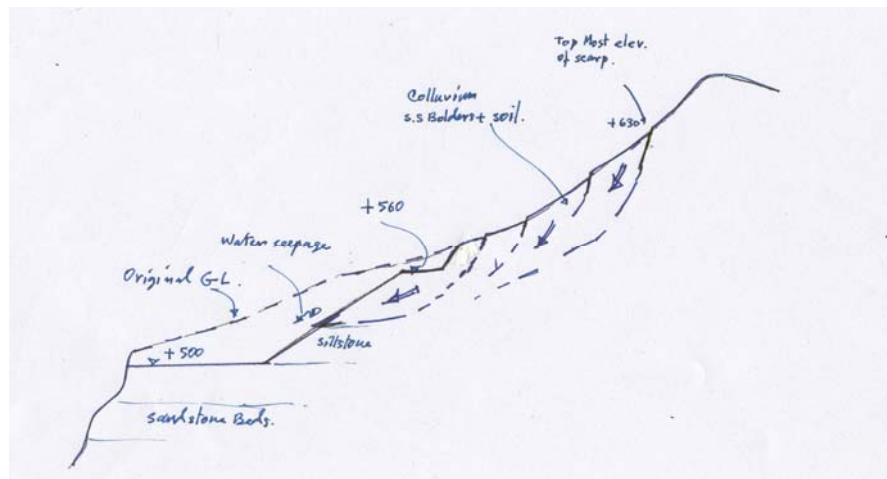 Top Most elev.
of scarp.
Colluvium
s.s Bolders + soil.
+630
+560
Water seepage
Original G-L.
siltstone
+500
Sandstone Beds.